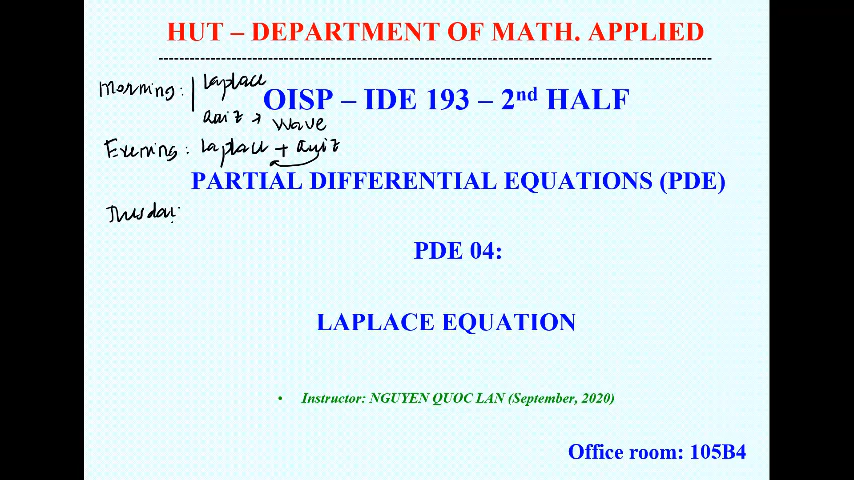 HUT – DEPARTMENT OF MATH. APPLIED
Morning: Laplace
Quiz → Wave
OISP – IDE 193 – 2nd HALF
Evening: Laplace + Quiz
PARTIAL DIFFERENTIAL EQUATIONS (PDE)
Tuesday:
PDE 04:
LAPLACE EQUATION
• Instructor: NGUYEN QUOC LAN (September, 2020)
Office room: 105B4